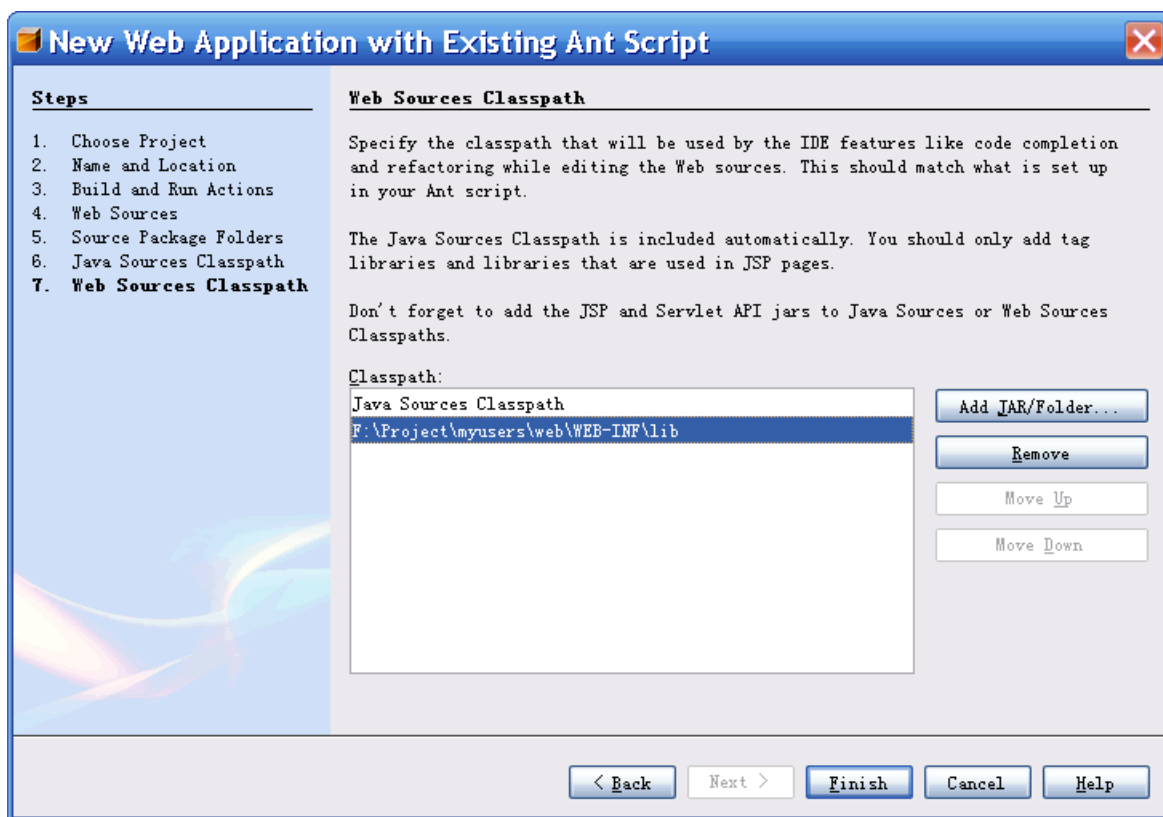 New Web Application with Existing Ant Script
Steps
1. Choose Project
2. Name and Location
3. Build and Run Actions
4. Web Sources
5. Source Package Folders
6. Java Sources Classpath
7. Web Sources Classpath
Web Sources Classpath
Specify the classpath that will be used by the IDE features like code completion
and refactoring while editing the Web sources. This should match what is set up
in your Ant script.
The Java Sources Classpath is included automatically. You should only add tag
libraries and libraries that are used in JSP pages.
Don't forget to add the JSP and Servlet API jars to Java Sources or Web Sources
Classpaths.
Classpath:
Java Sources Classpath
F:\Project\myusers\web\WEB-INF\lib
Add JAR/Folder...
Remove
Move Up
Move Down
< Back
Next >
Finish
Cancel
Help